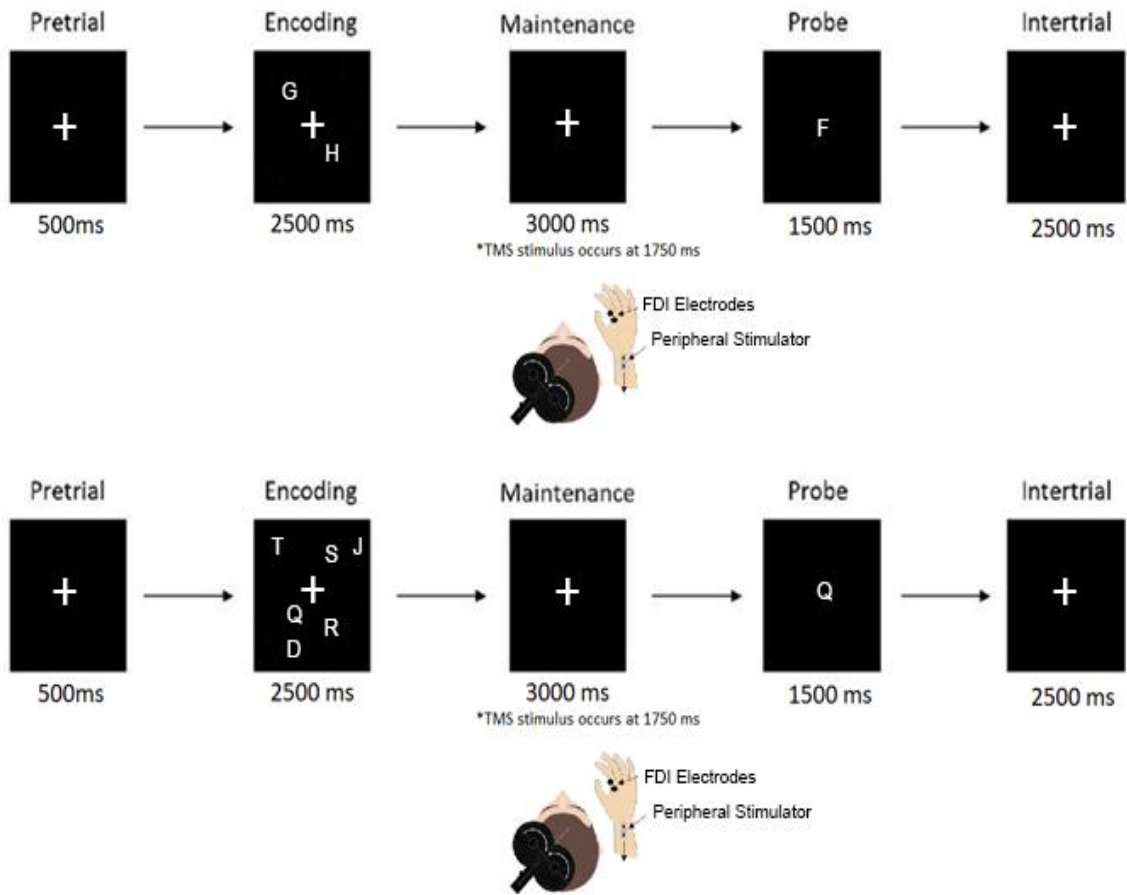 Pretrial Encoding Maintenance Probe Intertrial
G
H
F
500ms 2500 ms 3000 ms 1500 ms 2500 ms
*TMS stimulus occurs at 1750 ms
FDI Electrodes
Peripheral Stimulator
Pretrial Encoding Maintenance Probe Intertrial
T S J
Q
R
D
Q
500ms 2500 ms 3000 ms 1500 ms 2500 ms
*TMS stimulus occurs at 1750 ms
FDI Electrodes
Peripheral Stimulator